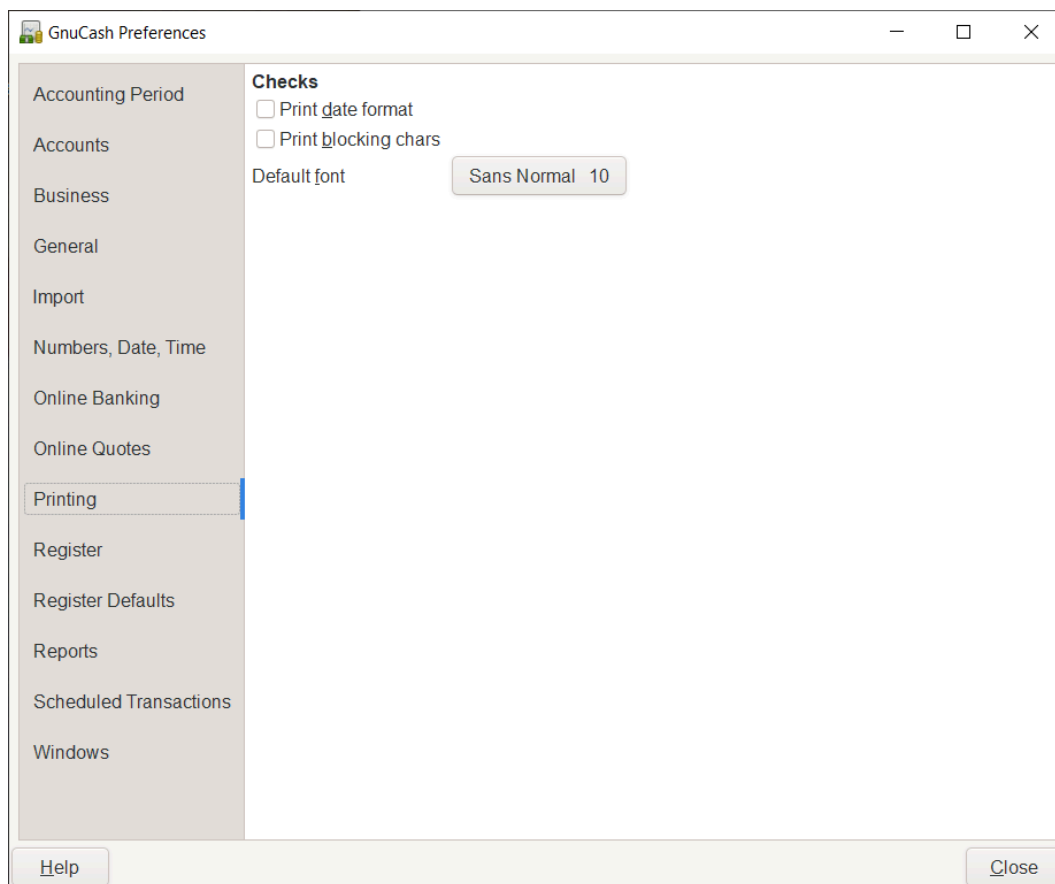 GnuCash Preferences
Accounting Period
Accounts
Business
General
Import
Numbers, Date, Time
Online Banking
Online Quotes
Printing
Register
Register Defaults
Reports
Scheduled Transactions
Windows
Checks
Print date format
Print blocking chars
Default font Sans Normal 10
Help Close